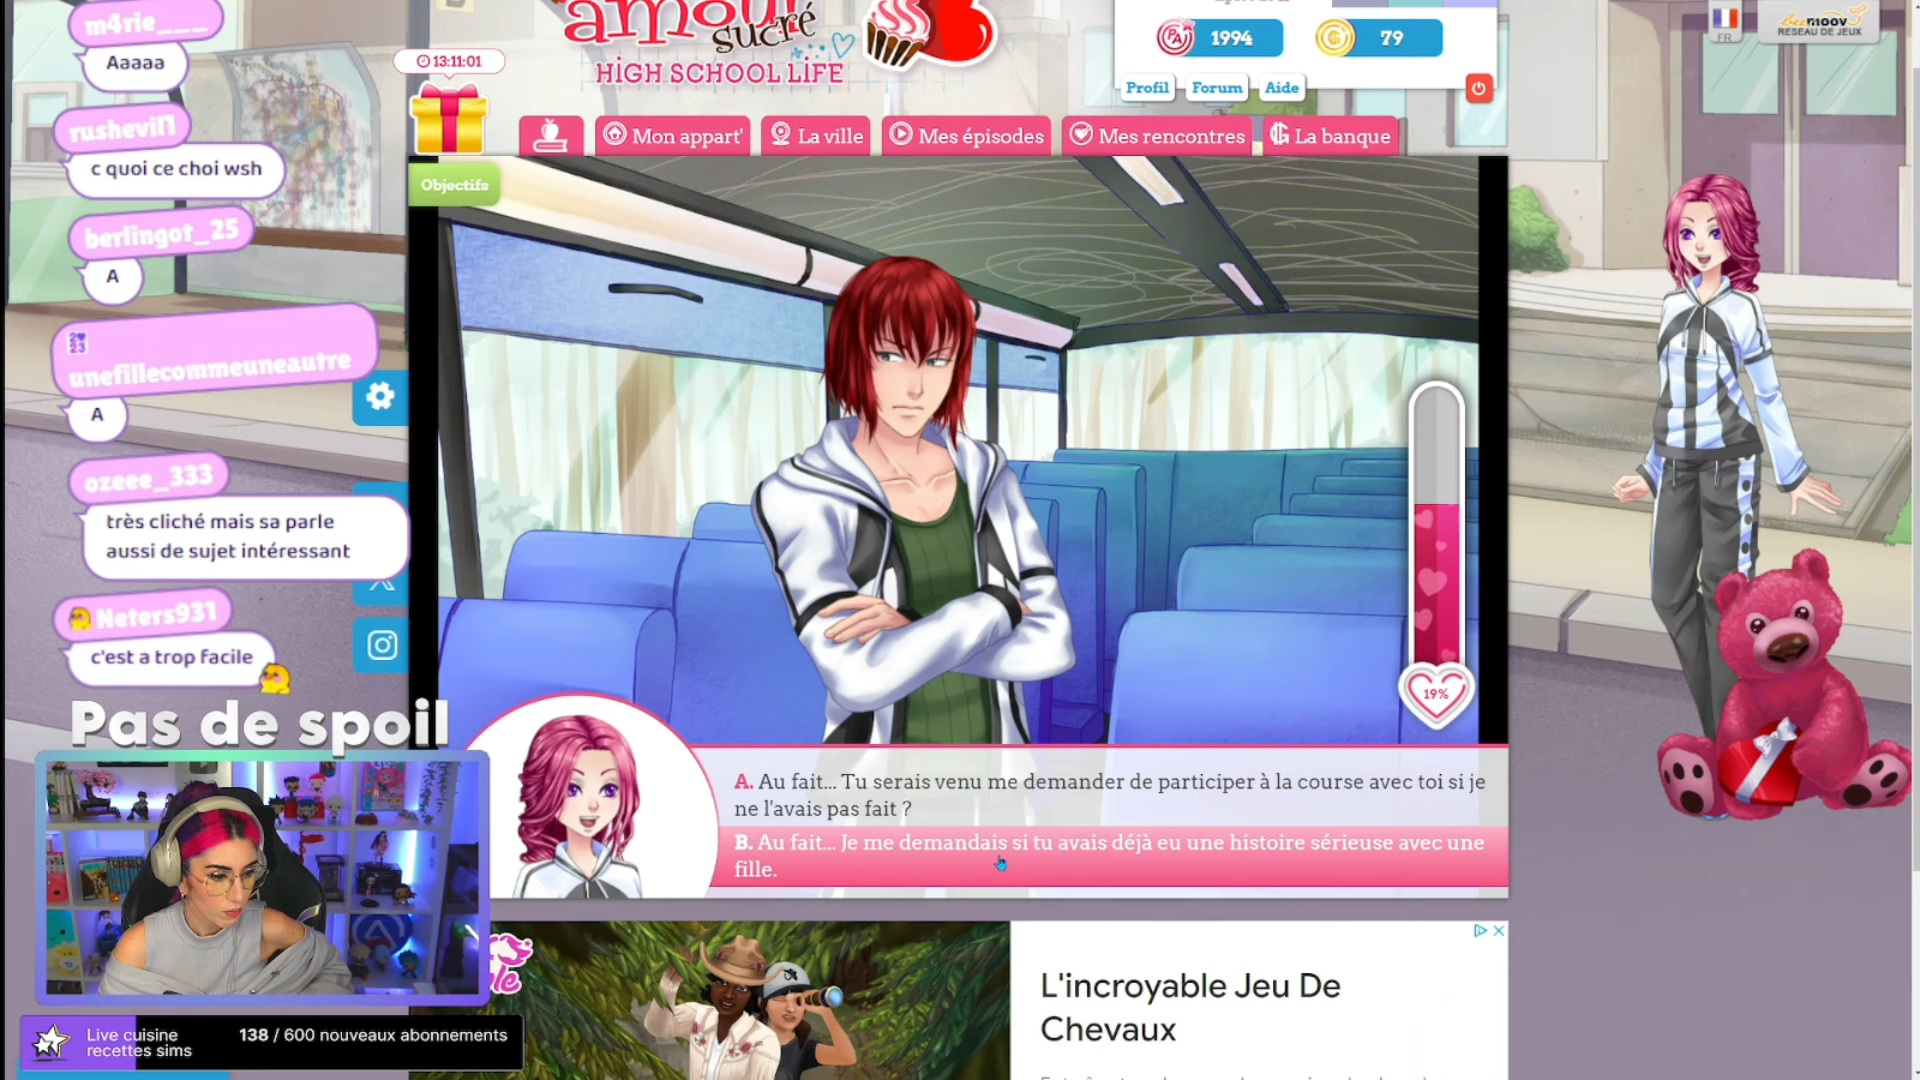 m4rie___
Aaaaa
rushevil1
c quoi ce choi wsh
berlingot_25
A
unefillecommeuneautre
A
ozeee_333
très cliché mais sa parle
aussi de sujet intéressant
Neters931
c'est a trop facile
Pas de spoil
Live cuisine
recettes sims
138 / 600 nouveaux abonnements
13:11:01
amour
sucré
HIGH SCHOOL LIFE
1994
79
Profil
Forum
Aide
FR
beemoov
RESEAU DE JEUX
Mon appart'
La ville
Mes épisodes
Mes rencontres
La banque
Objectifs
19%
A. Au fait... Tu serais venu me demander de participer à la course avec toi si je
ne l'avais pas fait ?
B. Au fait... Je me demandais si tu avais déjà eu une histoire sérieuse avec une
fille.
L'incroyable Jeu De
Chevaux